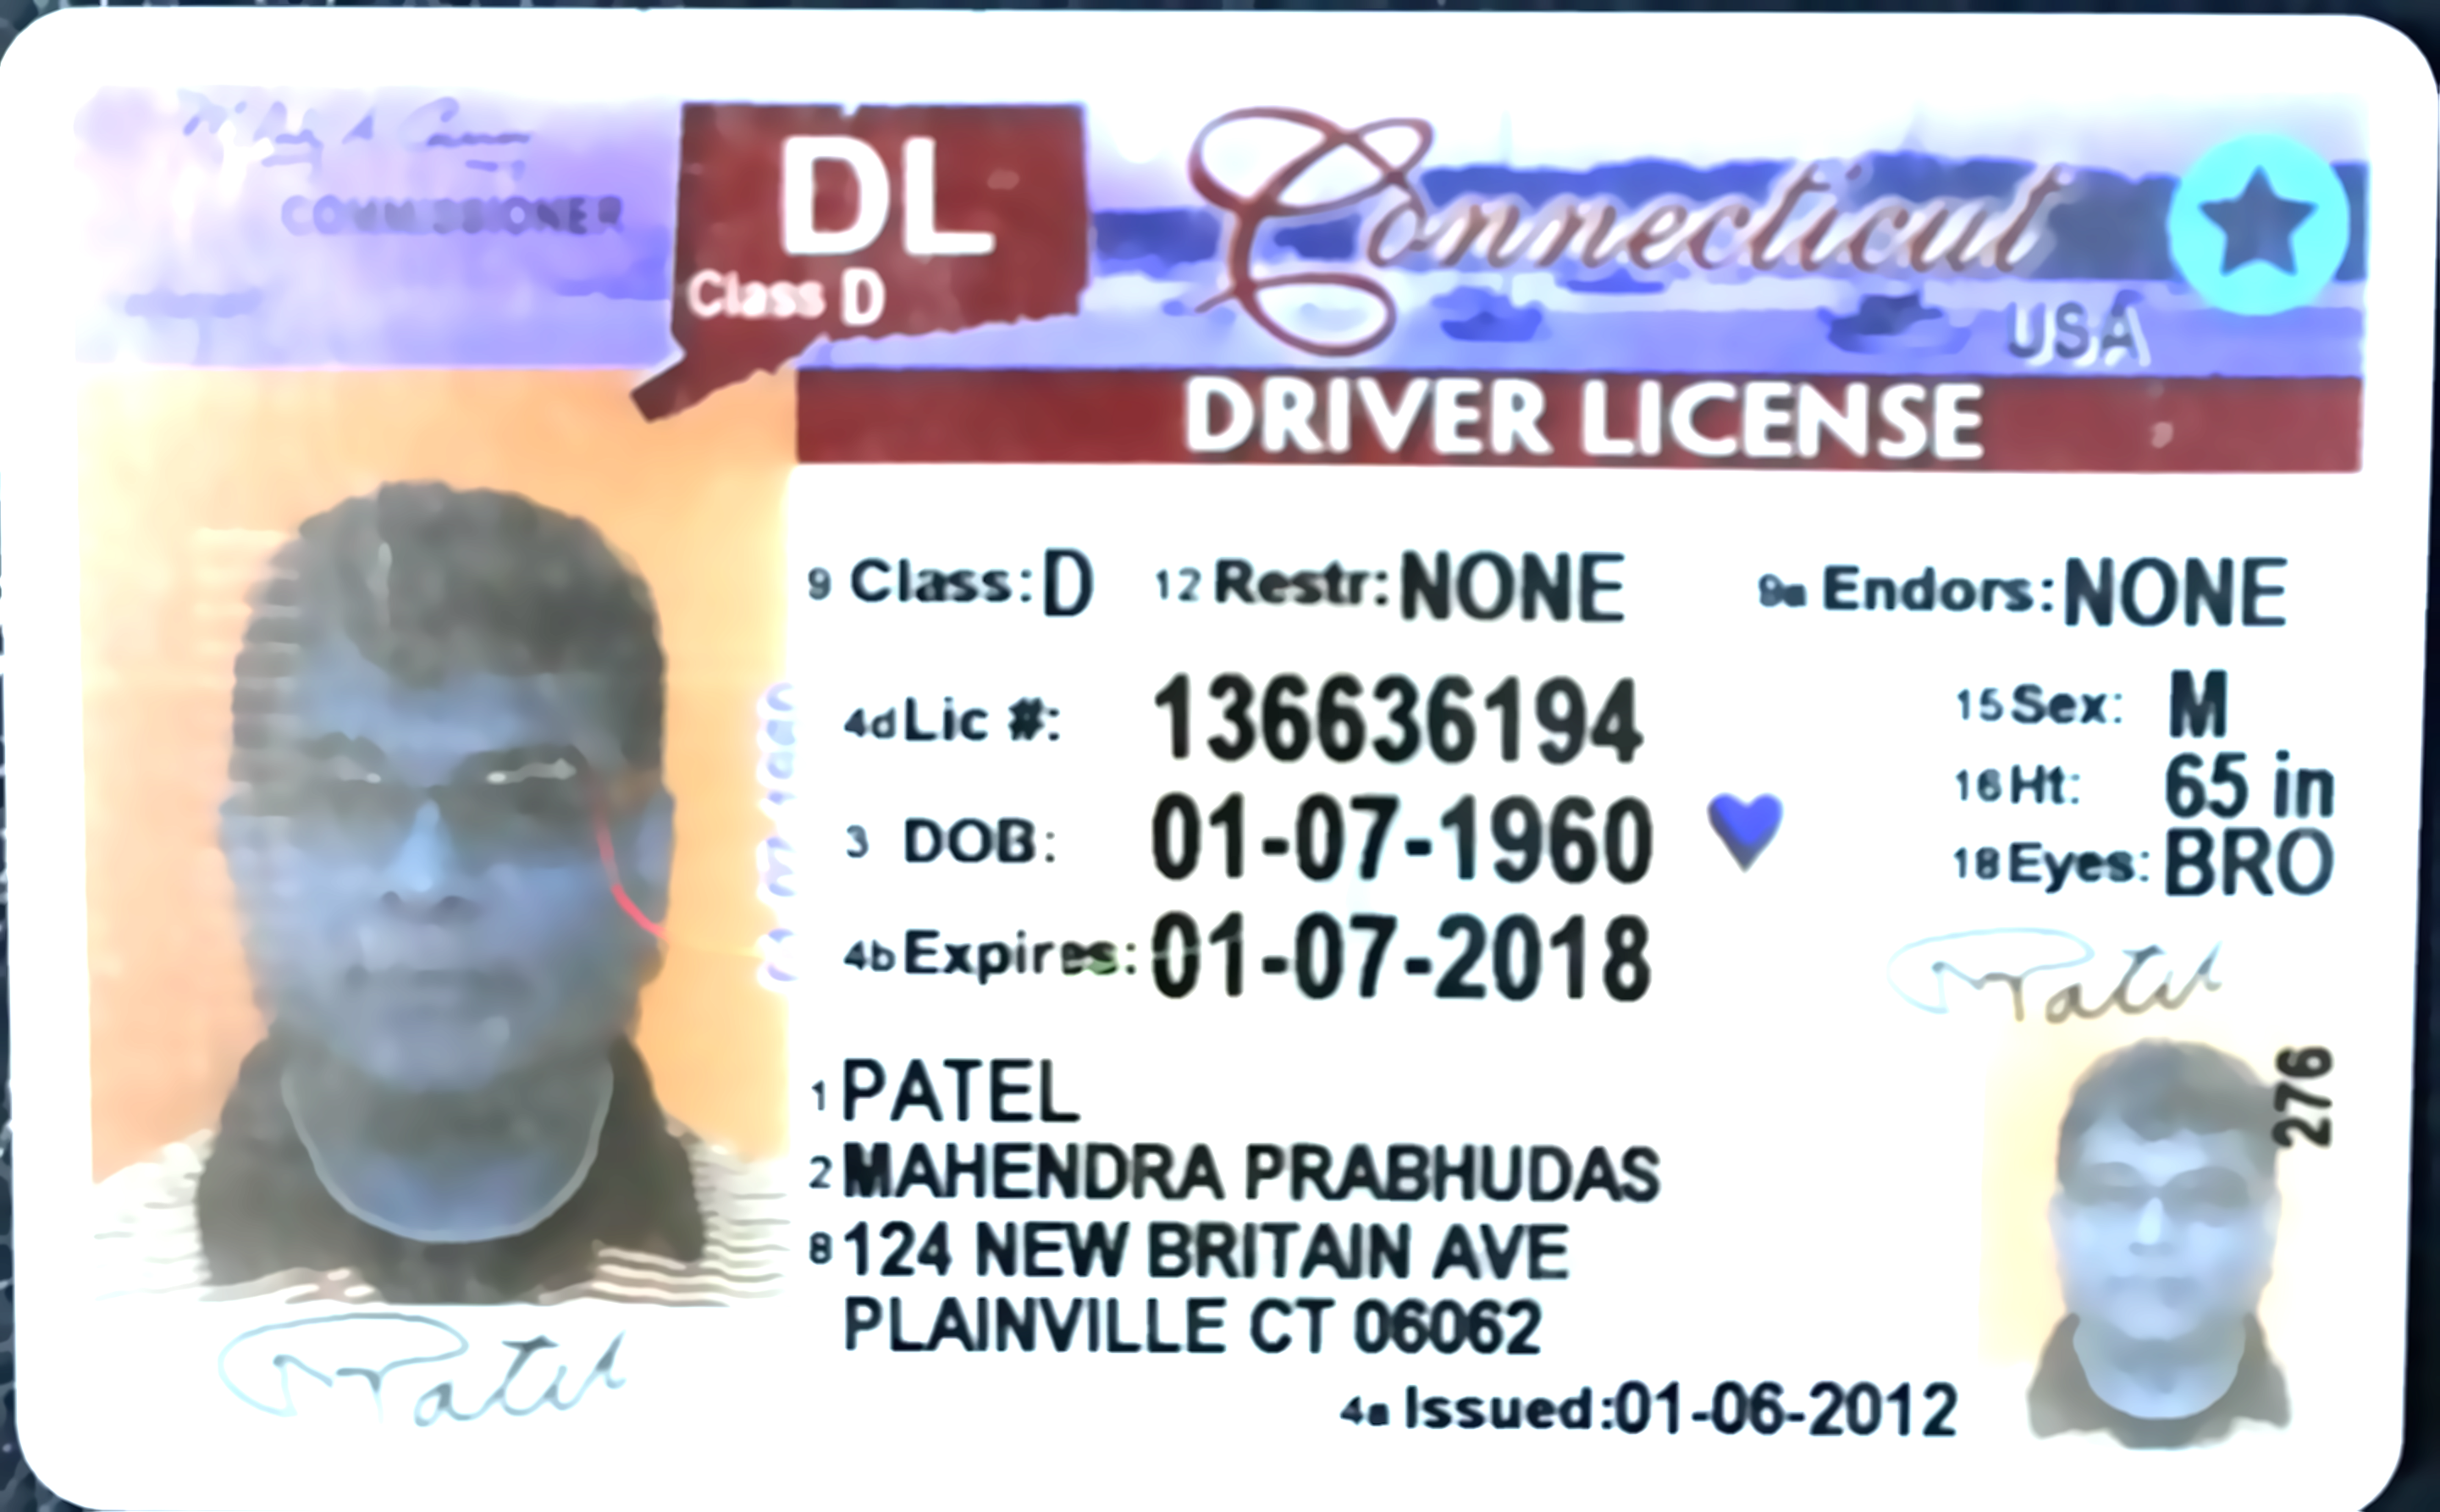 COMMISSIONER
DL
Class D
Connecticut
USA
DRIVER LICENSE
9 Class: D 12 Restr: NONE 9a Endors: NONE
4d Lic #: 136636194
15 Sex: M
16 Ht: 65 in
3 DOB: 01-07-1960
18 Eyes: BRO
4b Expires: 01-07-2018
Patel
276
1 PATEL
2 MAHENDRA PRABHUDAS
8 124 NEW BRITAIN AVE
PLAINVILLE CT 06062
Patel
4a Issued: 01-06-2012